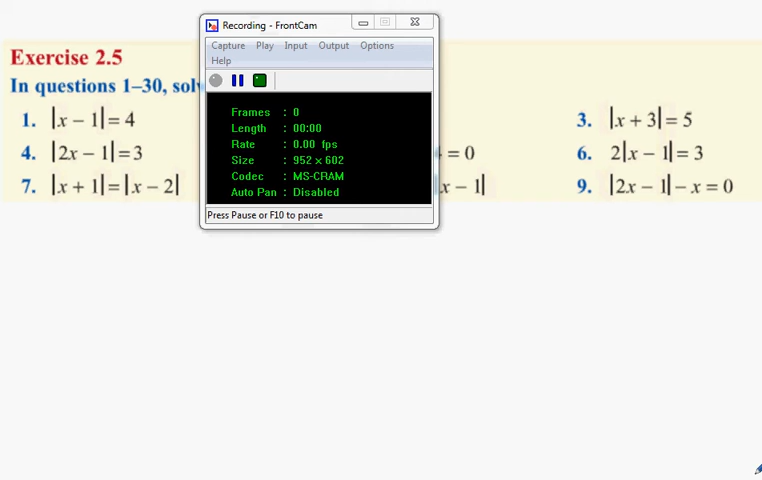 Recording - FrontCam
Capture Play Input Output Options
Help
Frames : 0
Length : 00:00
Rate : 0.00 fps
Size : 952 x 602
Codec : MS-CRAM
Auto Pan : Disabled
Press Pause or F10 to pause
Exercise 2.5
In questions 1–30,
1. |x − 1| = 4
3. |x + 3| = 5
4. |2x − 1| = 3
= 0
6. 2|x − 1| = 3
7. |x + 1| = |x − 2|
x − 1|
9. |2x − 1| − x = 0